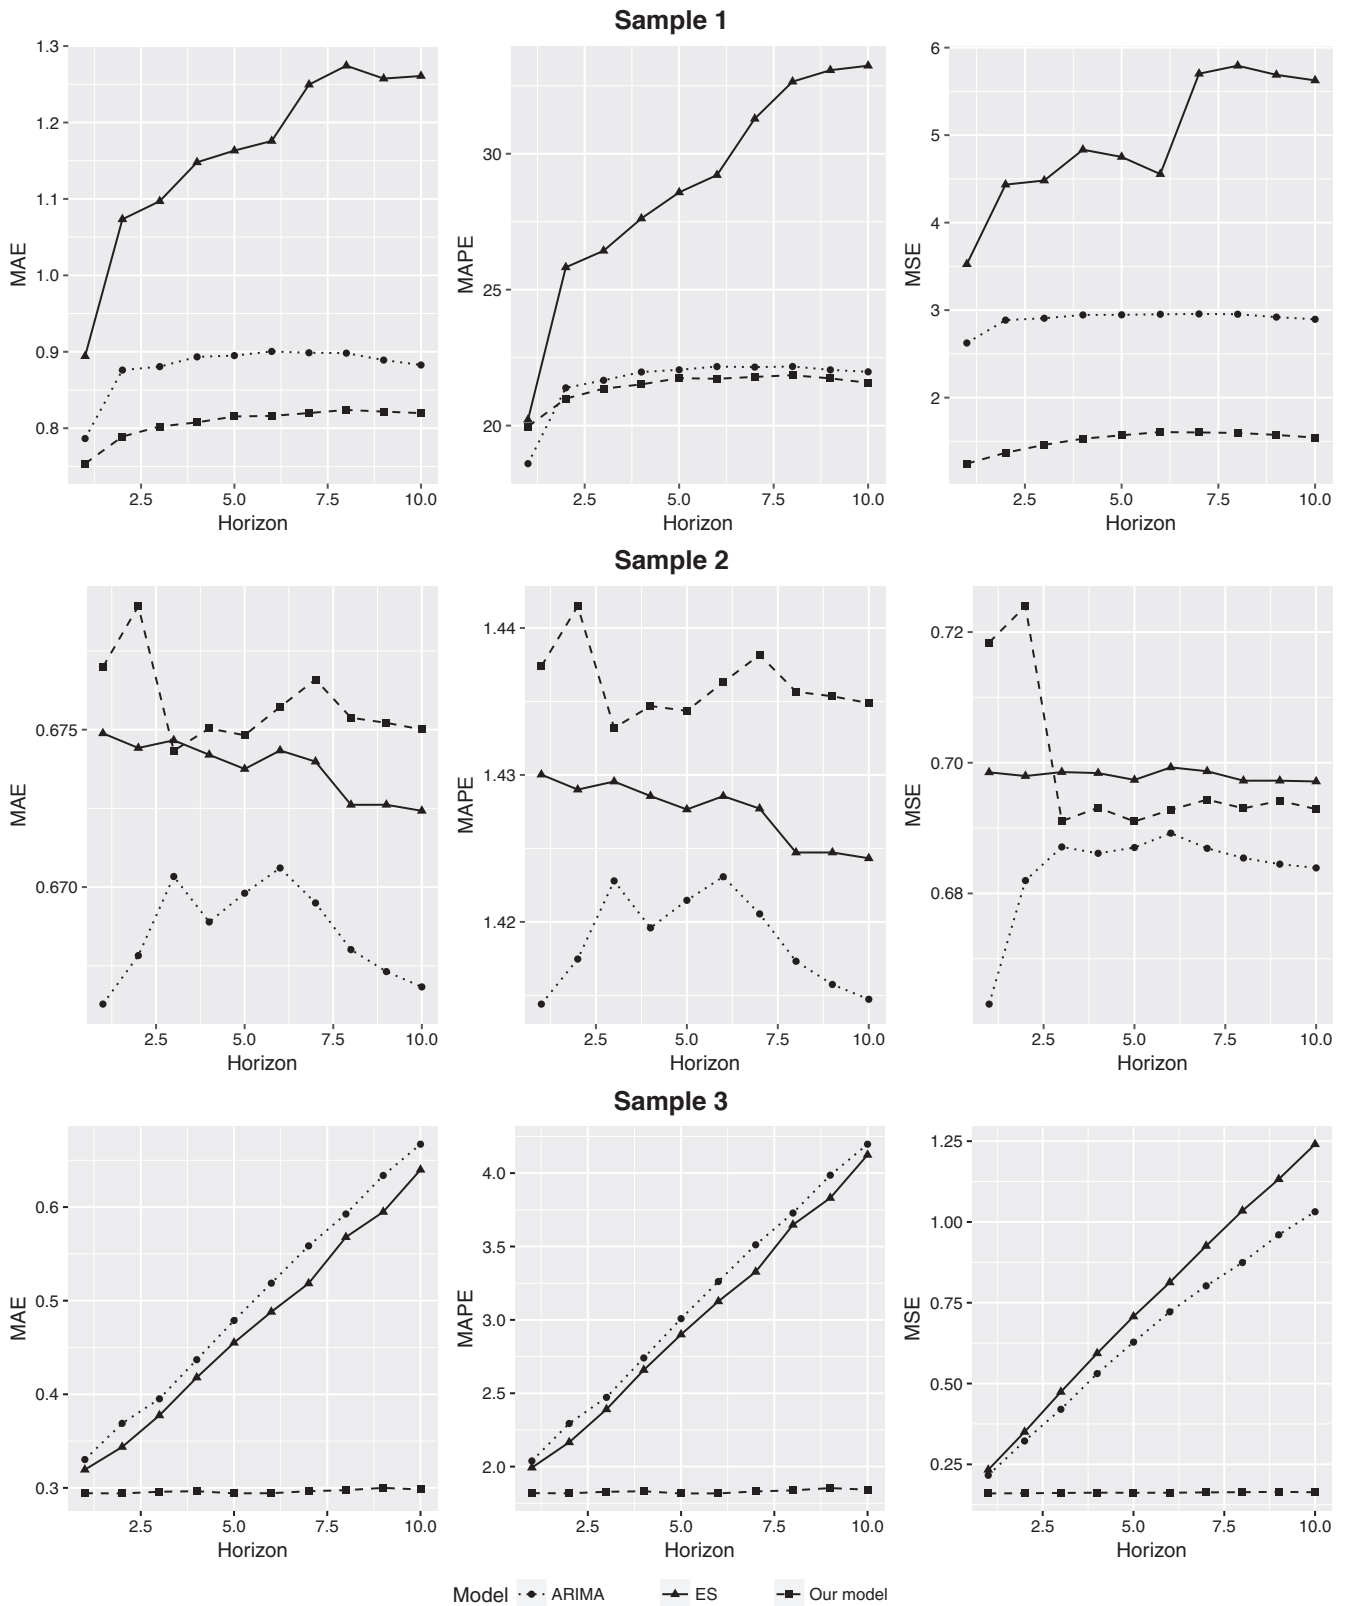 Sample 1
MAE
1.3
1.2
1.1
1.0
0.9
0.8
2.5 5.0 7.5 10.0
Horizon
MAPE
30
25
20
2.5 5.0 7.5 10.0
Horizon
MSE
6
5
4
3
2
2.5 5.0 7.5 10.0
Horizon
Sample 2
MAE
0.675
0.670
2.5 5.0 7.5 10.0
Horizon
MAPE
1.44
1.43
1.42
2.5 5.0 7.5 10.0
Horizon
MSE
0.72
0.70
0.68
2.5 5.0 7.5 10.0
Horizon
Sample 3
MAE
0.6
0.5
0.4
0.3
2.5 5.0 7.5 10.0
Horizon
MAPE
4.0
3.5
3.0
2.5
2.0
2.5 5.0 7.5 10.0
Horizon
MSE
1.25
1.00
0.75
0.50
0.25
2.5 5.0 7.5 10.0
Horizon
Model ARIMA ES Our model